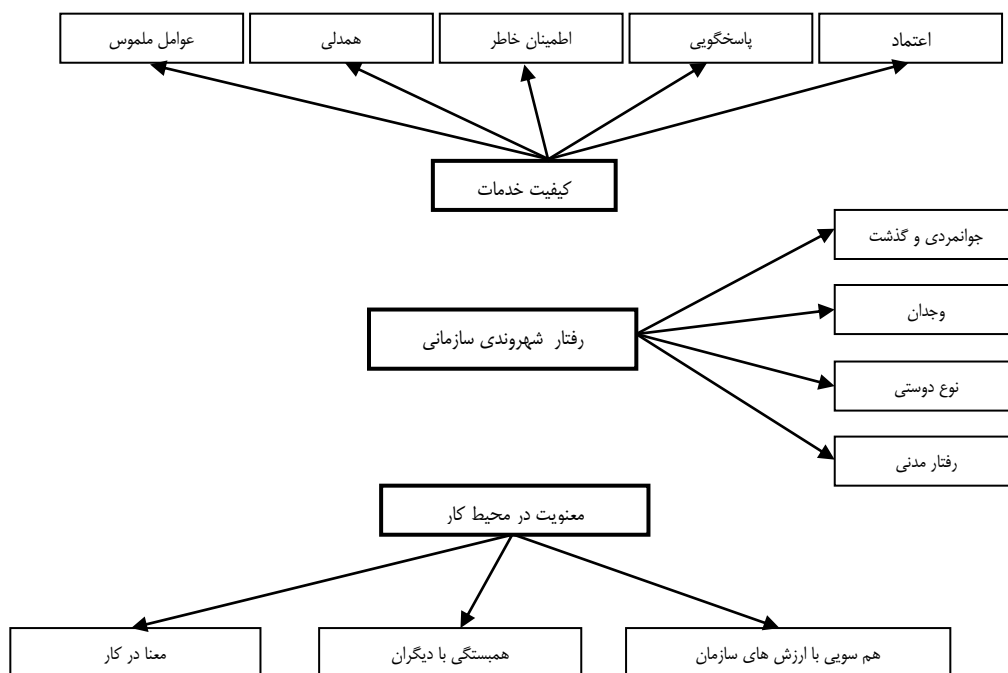 اعتماد
پاسخگویی
اطمینان خاطر
همدلی
عوامل ملموس
کیفیت خدمات
جوانمردی و گذشت
وجدان
رفتار شهروندی سازمانی
نوع دوستی
رفتار مدنی
معنویت در محیط کار
هم سویی با ارزش های سازمان
همبستگی با دیگران
معنا در کار